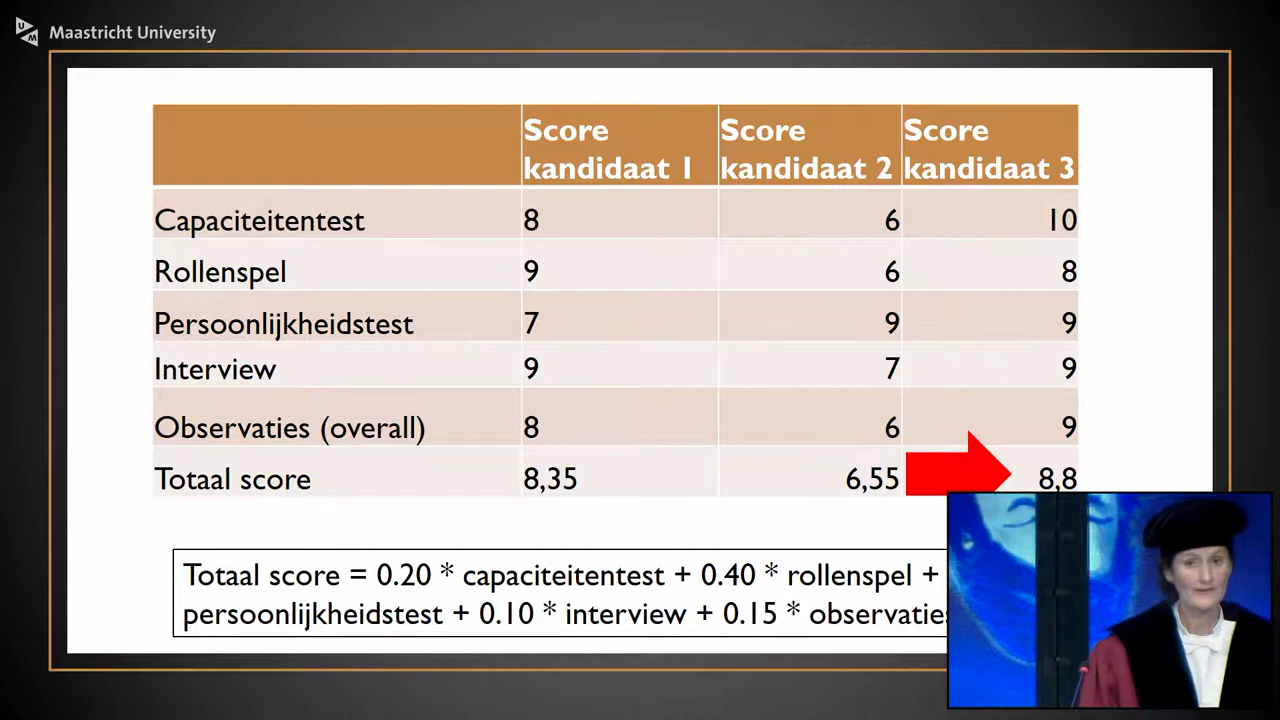 Maastricht University
Score kandidaat 1 Score kandidaat 2 Score kandidaat 3
Capaciteitentest 8 6 10
Rollenspel 9 6 8
Persoonlijkheidstest 7 9 9
Interview 9 7 9
Observaties (overall) 8 6 9
Totaal score 8,35 6,55 8,8
Totaal score = 0.20 * capaciteitentest + 0.40 * rollenspel +
persoonlijkheidstest + 0.10 * interview + 0.15 * observaties